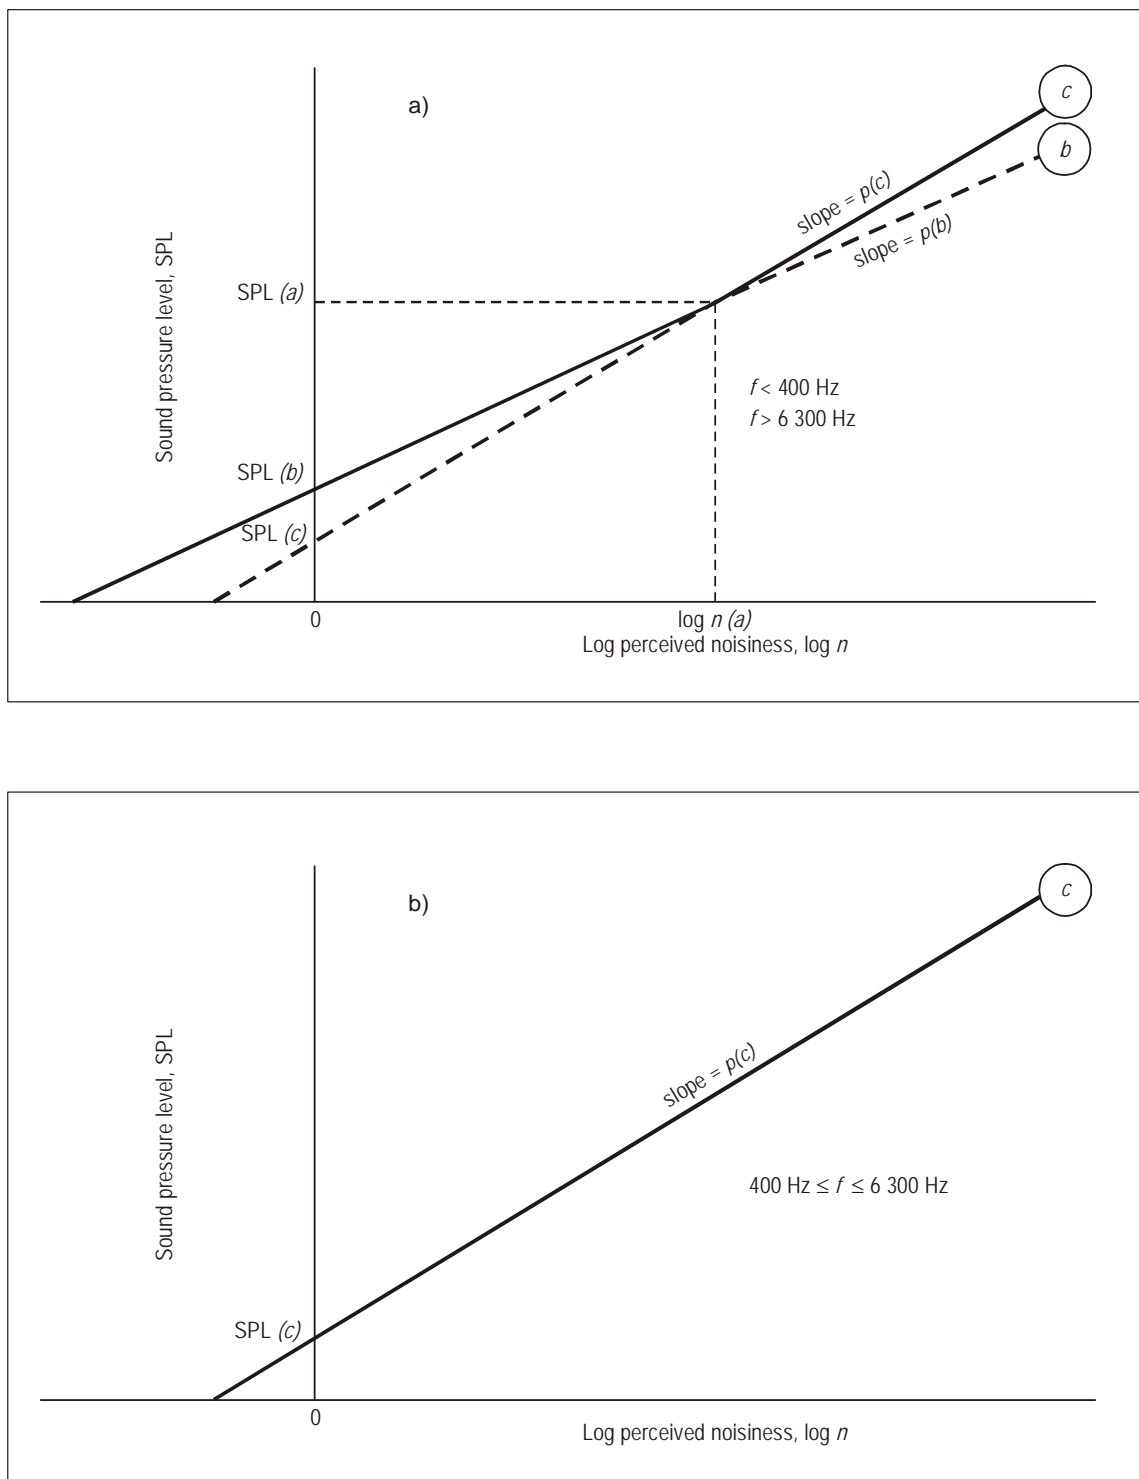 a)
c
b
slope = p(c)
slope = p(b)
Sound pressure level, SPL
SPL (a)
f < 400 Hz
f > 6 300 Hz
SPL (b)
SPL (c)
0
log n (a)
Log perceived noisiness, log n
b)
c
slope = p(c)
Sound pressure level, SPL
400 Hz ≤ f ≤ 6 300 Hz
SPL (c)
0
Log perceived noisiness, log n